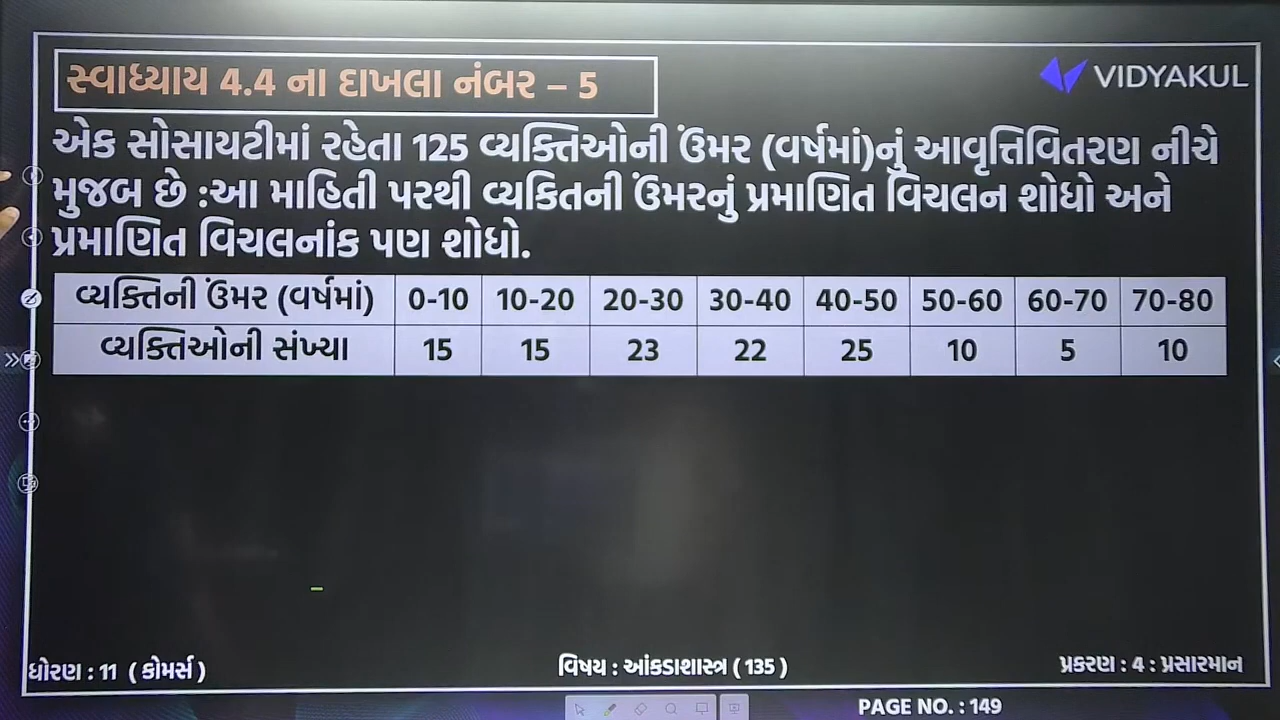 સ્વાધ્યાય 4.4 ના દાખલા નંબર – 5
VIDYAKUL
એક સોસાયટીમાં રહેતા 125 વ્યક્તિઓની ઉંમર (વર્ષમાં)નું આવૃત્તિવિતરણ નીચે
મુજબ છે :આ માહિતી પરથી વ્યકિતની ઉંમરનું પ્રમાણિત વિચલન શોધો અને
પ્રમાણિત વિચલનાંક પણ શોધો.
વ્યક્તિની ઉંમર (વર્ષમાં) 0-10 10-20 20-30 30-40 40-50 50-60 60-70 70-80
વ્યક્તિઓની સંખ્યા 15 15 23 22 25 10 5 10
ધોરણ : 11 ( કોમર્સ ) વિષય : આંકડાશાસ્ત્ર ( 135 ) પ્રકરણ : 4 : પ્રસારમાન
PAGE NO. : 149